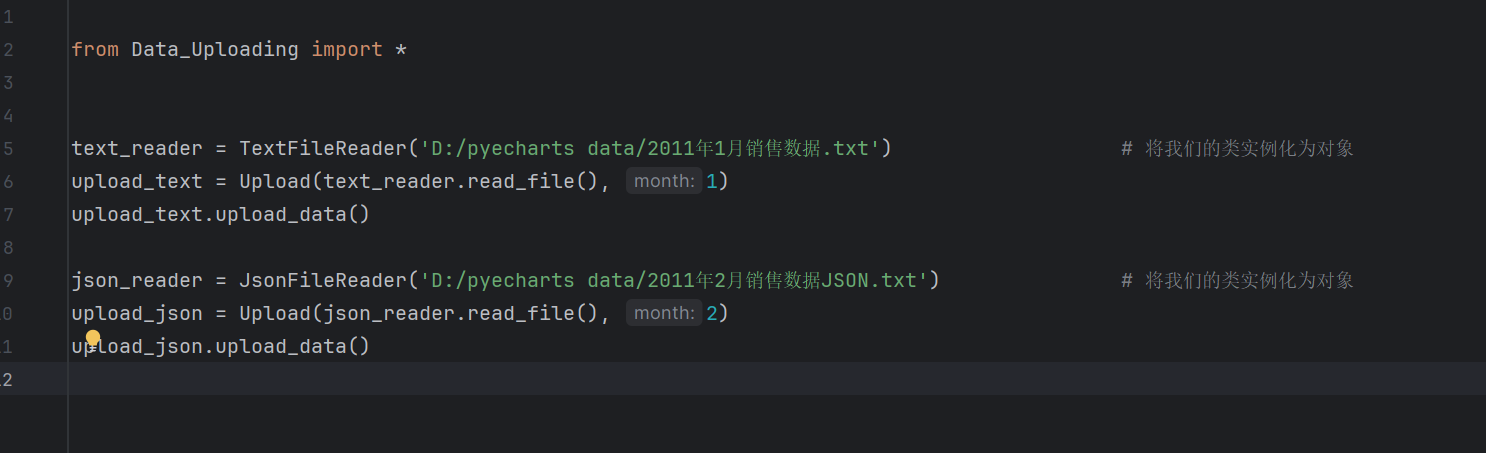 1
2 from Data_Uploading import *
3
4
5 text_reader = TextFileReader('D:/pyecharts data/2011年1月销售数据.txt') # 将我们的类实例化为对象
6 upload_text = Upload(text_reader.read_file(), month: 1)
7 upload_text.upload_data()
8
9 json_reader = JsonFileReader('D:/pyecharts data/2011年2月销售数据JSON.txt') # 将我们的类实例化为对象
0 upload_json = Upload(json_reader.read_file(), month: 2)
1 upload_json.upload_data()
2